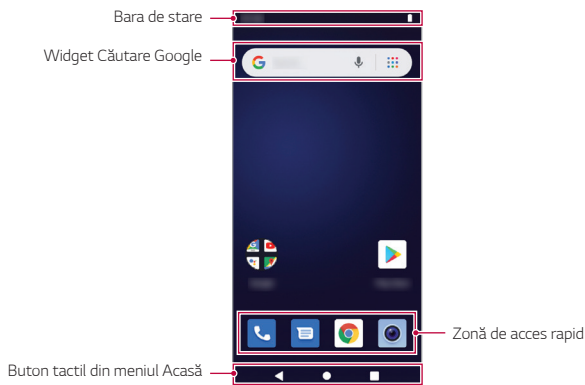 Bara de stare
Widget Căutare Google
Zonă de acces rapid
Buton tactil din meniul Acasă